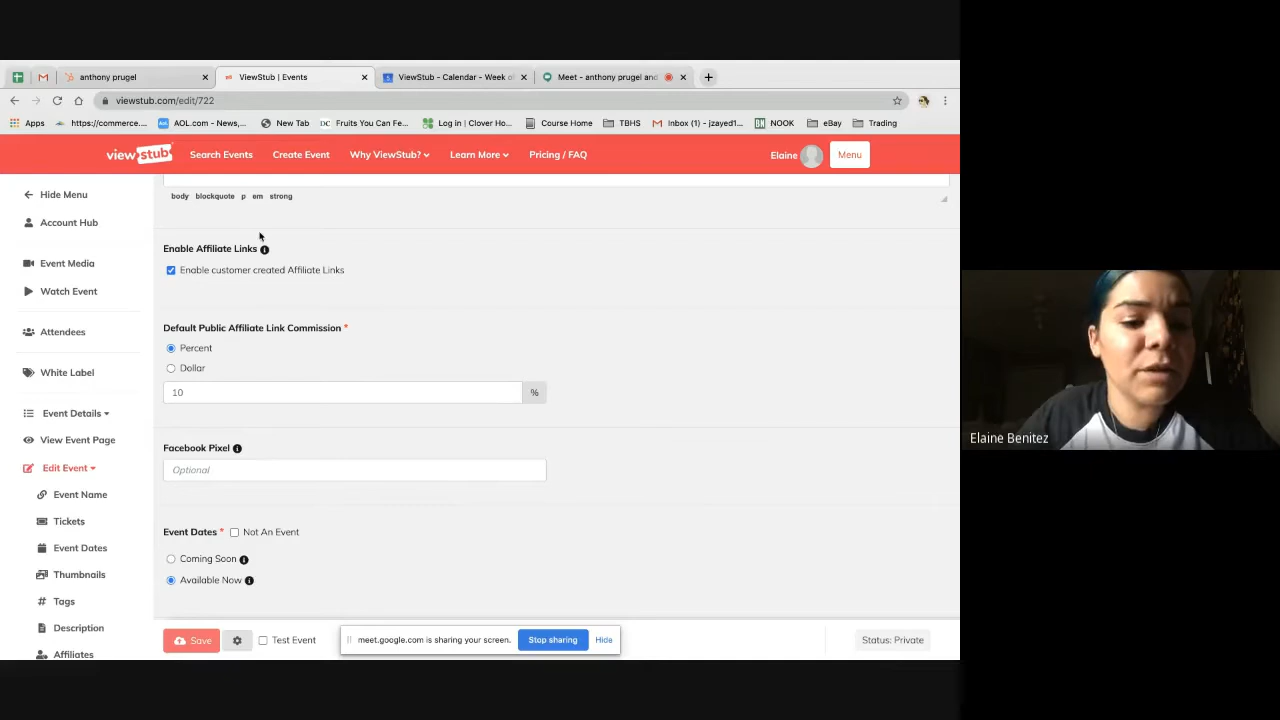 anthony prugel
ViewStub | Events
ViewStub - Calendar - Week o
Meet - anthony prugel and
viewstub.com/edit/722
Apps
https://commerce....
AOL.com - News,...
New Tab
Fruits You Can Fe...
Log in | Clover Ho...
Course Home
TBHS
Inbox (1) - jzayed1...
NOOK
eBay
Trading
view stub
Search Events
Create Event
Why ViewStub?
Learn More
Pricing / FAQ
Elaine
Menu
Hide Menu
Account Hub
Event Media
Watch Event
Attendees
White Label
Event Details
View Event Page
Edit Event
Event Name
Tickets
Event Dates
Thumbnails
Tags
Description
Affiliates
body blockquote p em strong
Enable Affiliate Links
Enable customer created Affiliate Links
Default Public Affiliate Link Commission *
Percent
Dollar
10 %
Facebook Pixel
Optional
Event Dates * Not An Event
Coming Soon
Available Now
Save
Test Event
meet.google.com is sharing your screen.
Stop sharing
Hide
Status: Private
Elaine Benitez